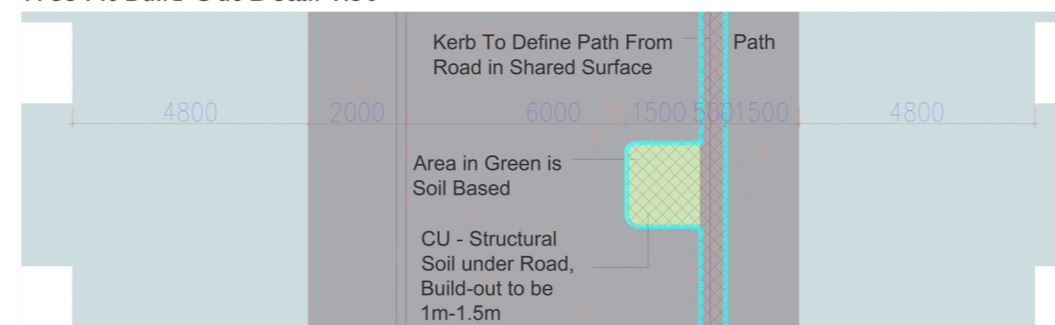 Kerb To Define Path From
Road in Shared Surface
Path
4800
2000
6000
1500
500
1500
4800
Area in Green is
Soil Based
CU - Structural
Soil under Road,
Build-out to be
1m-1.5m